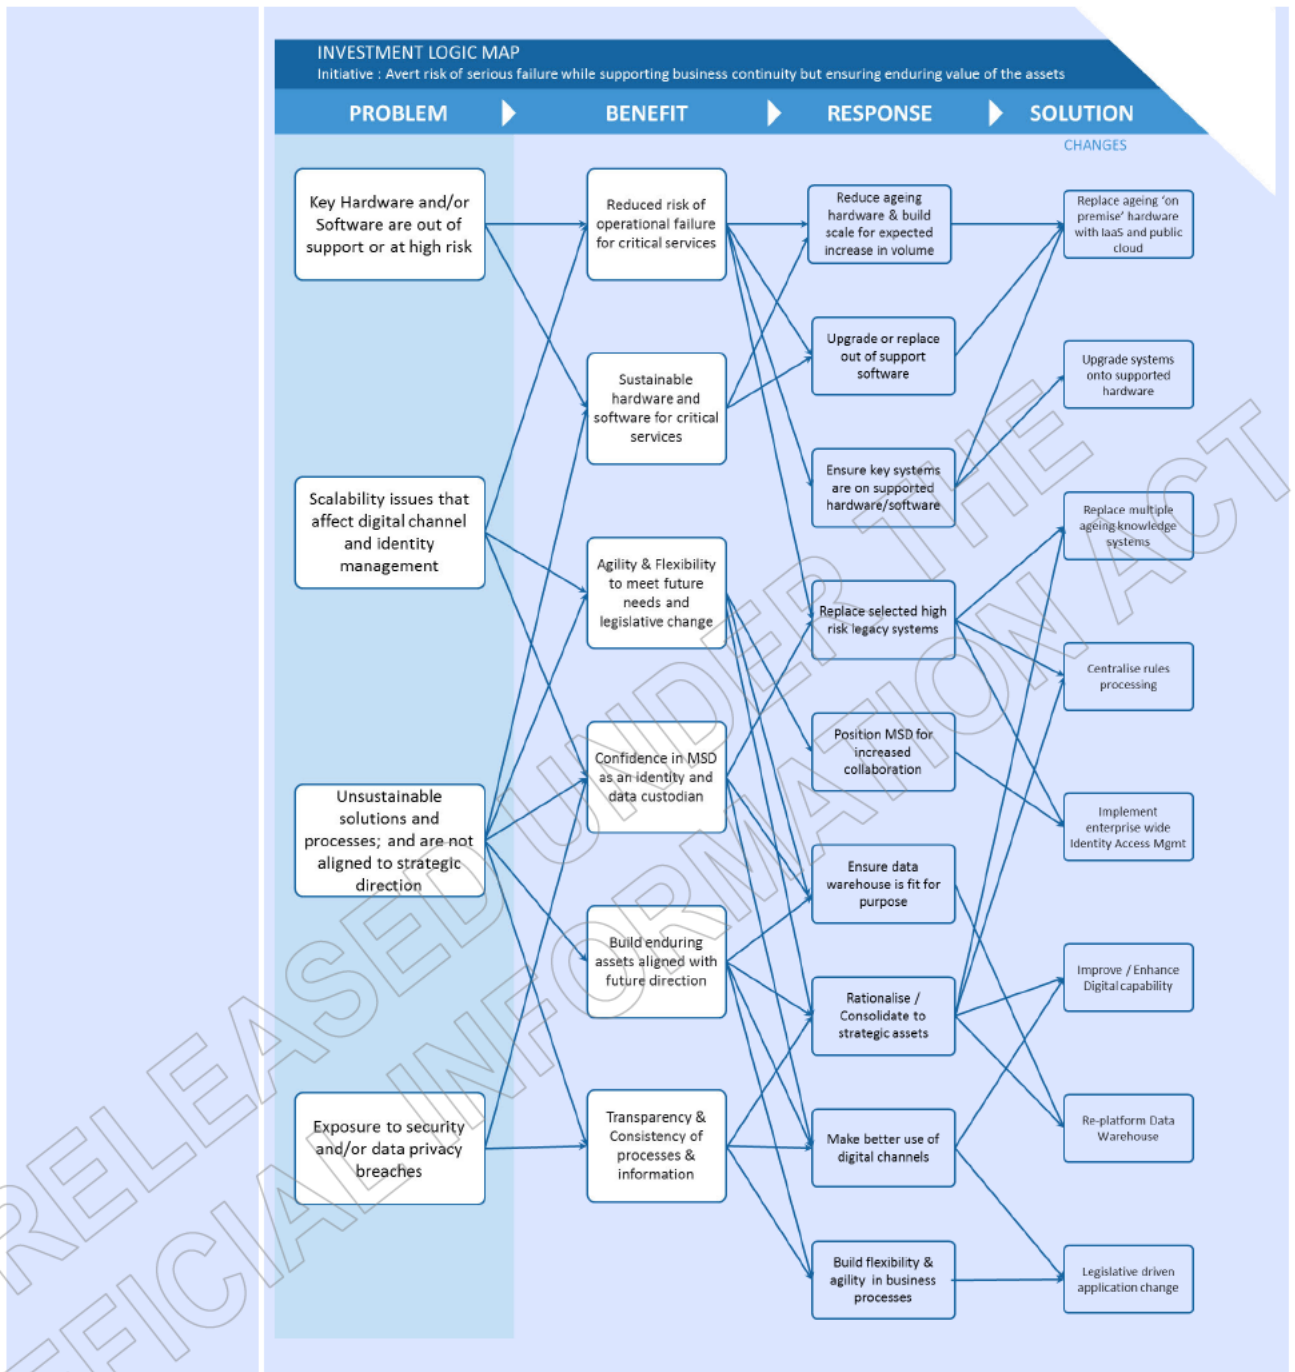 INVESTMENT LOGIC MAP
Initiative : Avert risk of serious failure while supporting business continuity but ensuring enduring value of the assets
PROBLEM
BENEFIT
RESPONSE
SOLUTION
CHANGES
Key Hardware and/or
Software are out of
support or at high risk
Scalability issues that
affect digital channel
and identity
management
Unsustainable
solutions and
processes; and are not
aligned to strategic
direction
Exposure to security
and/or data privacy
breaches
Reduced risk of
operational failure
for critical services
Sustainable
hardware and
software for critical
services
Agility & Flexibility
to meet future
needs and
legislative change
Confidence in MSD
as an identity and
data custodian
Build enduring
assets aligned with
future direction
Transparency &
Consistency of
processes &
information
Reduce ageing
hardware & build
scale for expected
increase in volume
Upgrade or replace
out of support
software
Ensure key systems
are on supported
hardware/software
Replace selected high
risk legacy systems
Position MSD for
increased
collaboration
Ensure data
warehouse is fit for
purpose
Rationalise /
Consolidate to
strategic assets
Make better use of
digital channels
Build flexibility &
agility in business
processes
Replace ageing ‘on
premise’ hardware
with IaaS and public
cloud
Upgrade systems
onto supported
hardware
Replace multiple
ageing knowledge
systems
Centralise rules
processing
Implement
enterprise wide
Identity Access Mgmt
Improve / Enhance
Digital capability
Re-platform Data
Warehouse
Legislative driven
application change
RELEASED UNDER THE
OFFICIAL INFORMATION ACT